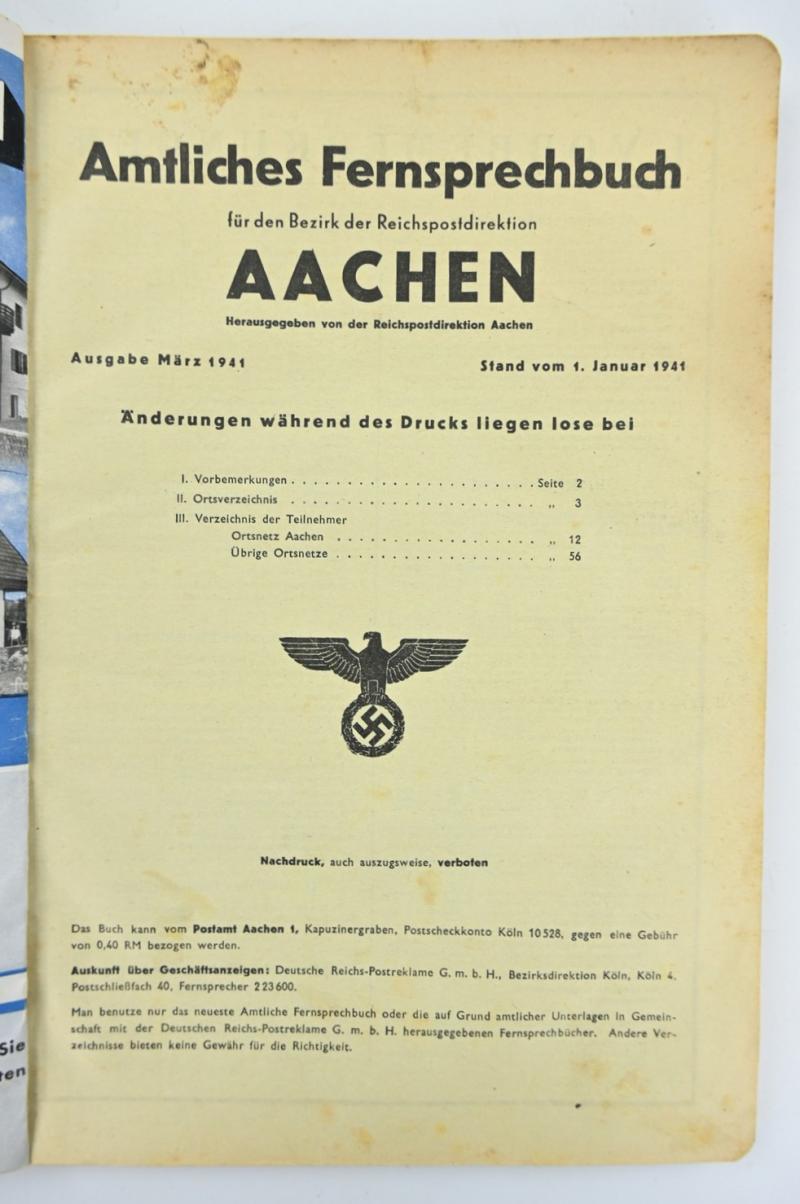 Amtliches Fernsprechbuch
für den Bezirk der Reichspostdirektion
AACHEN
Herausgegeben von der Reichspostdirektion Aachen
Ausgabe März 1941 Stand vom 1. Januar 1941
Änderungen während des Drucks liegen lose bei
I. Vorbemerkungen . . . . . . . . . . . . . . . . . . . . . . Seite 2
II. Ortsverzeichnis . . . . . . . . . . . . . . . . . . . . . . „ 3
III. Verzeichnis der Teilnehmer
Ortsnetz Aachen . . . . . . . . . . . . . . . . . . „ 12
Übrige Ortsnetze . . . . . . . . . . . . . . . . . . „ 56
Nachdruck, auch auszugsweise, verboten
Das Buch kann vom Postamt Aachen 1, Kapuzinergraben, Postscheckkonto Köln 10528, gegen eine Gebühr
von 0,40 RM bezogen werden.
Auskunft über Geschäftsanzeigen: Deutsche Reichs-Postreklame G. m. b. H., Bezirksdirektion Köln, Köln 4,
Postschließfach 40, Fernsprecher 223600.
Man benutze nur das neueste Amtliche Fernsprechbuch oder die auf Grund amtlicher Unterlagen in Gemein-
schaft mit der Deutschen Reichs-Postreklame G. m. b. H. herausgegebenen Fernsprechbücher. Andere Ver-
zeichnisse bieten keine Gewähr für die Richtigkeit.
Sie